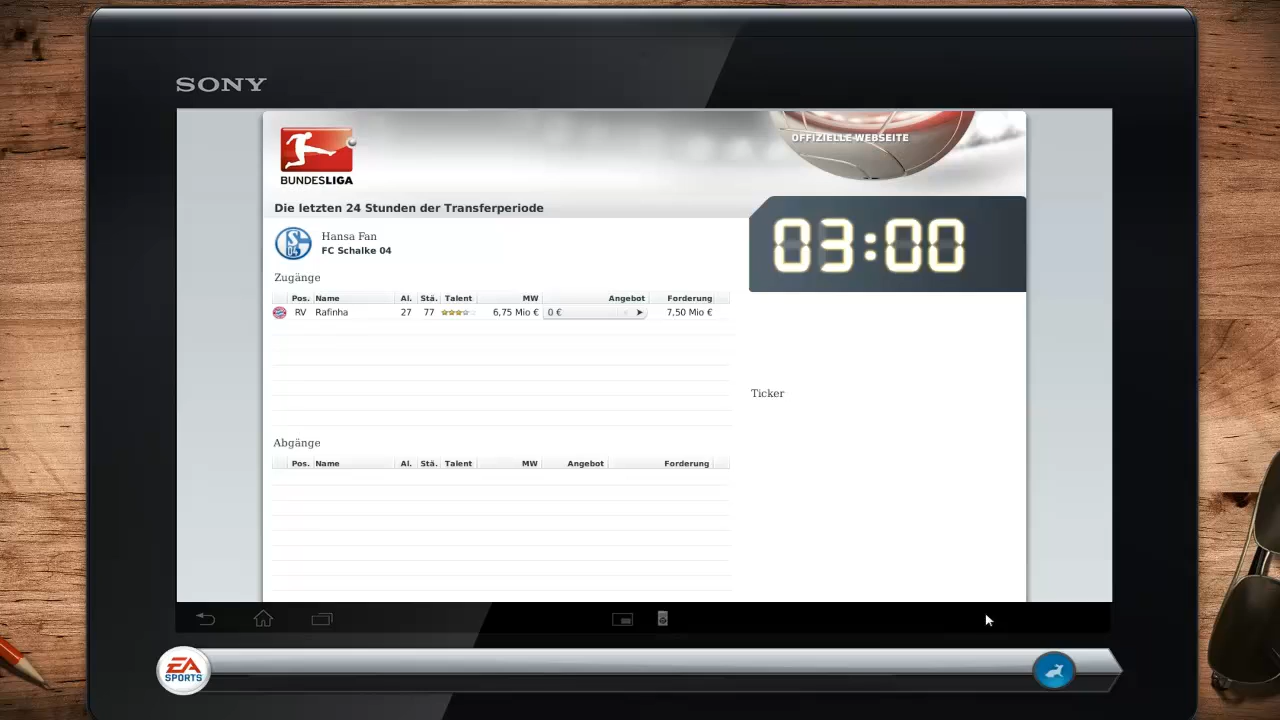 SONY
OFFIZIELLE WEBSEITE
BUNDESLIGA
Die letzten 24 Stunden der Transferperiode
03:00
Hansa Fan
FC Schalke 04
Zugänge
Pos. Name Al. Stä. Talent MW Angebot Forderung
RV Rafinha 27 77 6,75 Mio € 0 € 7,50 Mio €
Ticker
Abgänge
Pos. Name Al. Stä. Talent MW Angebot Forderung
EA
SPORTS